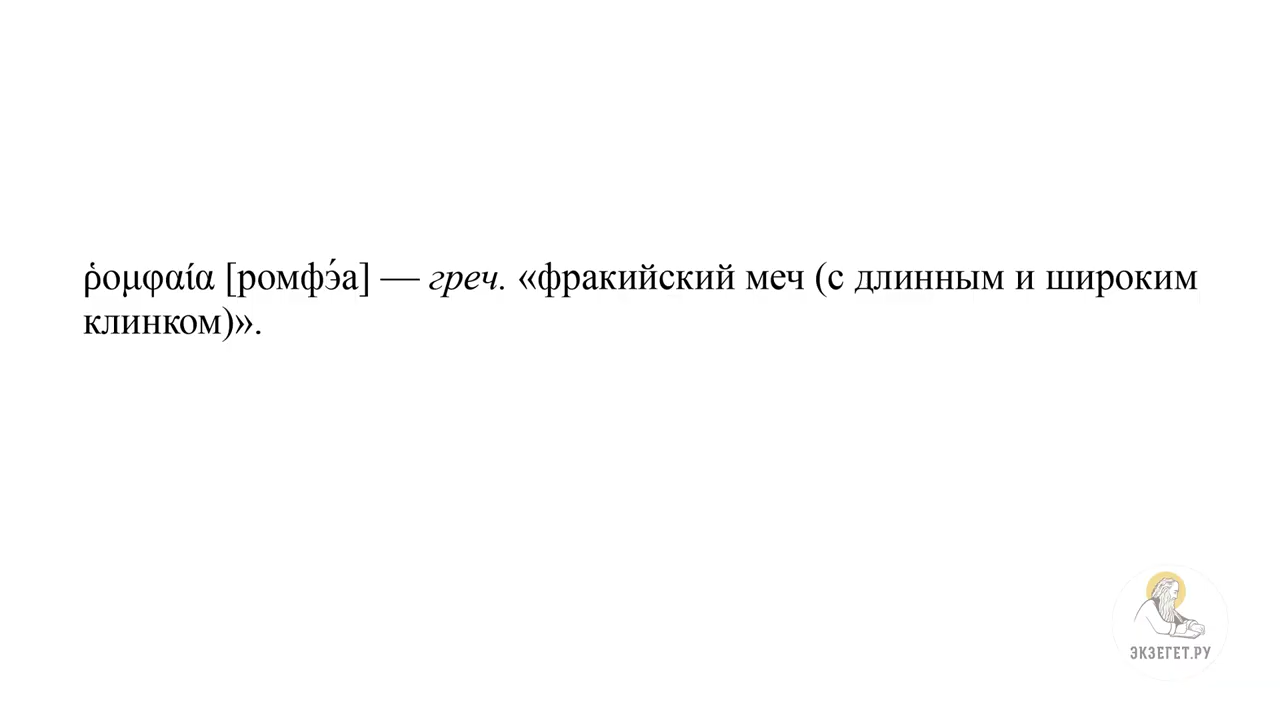 ῥομφαία [ромфэ́а] — греч. «фракийский меч (с длинным и широким
клинком)».
ЭКЗЕГЕТ.РУ